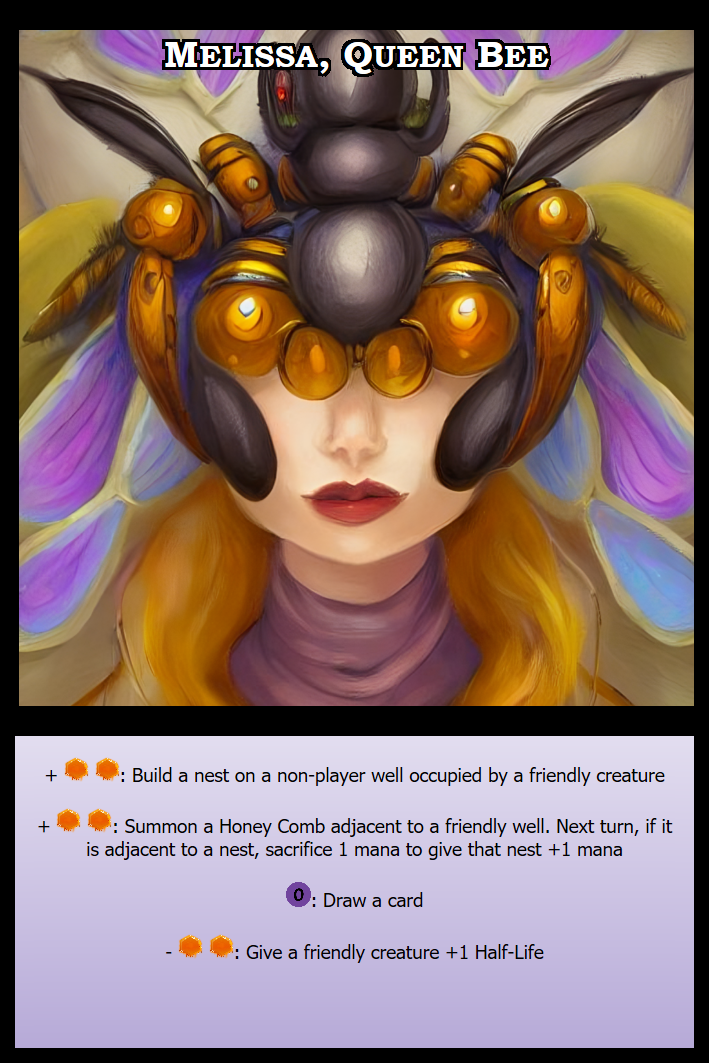 Melissa, Queen Bee
+ : Build a nest on a non-player well occupied by a friendly creature
+ : Summon a Honey Comb adjacent to a friendly well. Next turn, if it
is adjacent to a nest, sacrifice 1 mana to give that nest +1 mana
0 : Draw a card
- : Give a friendly creature +1 Half-Life